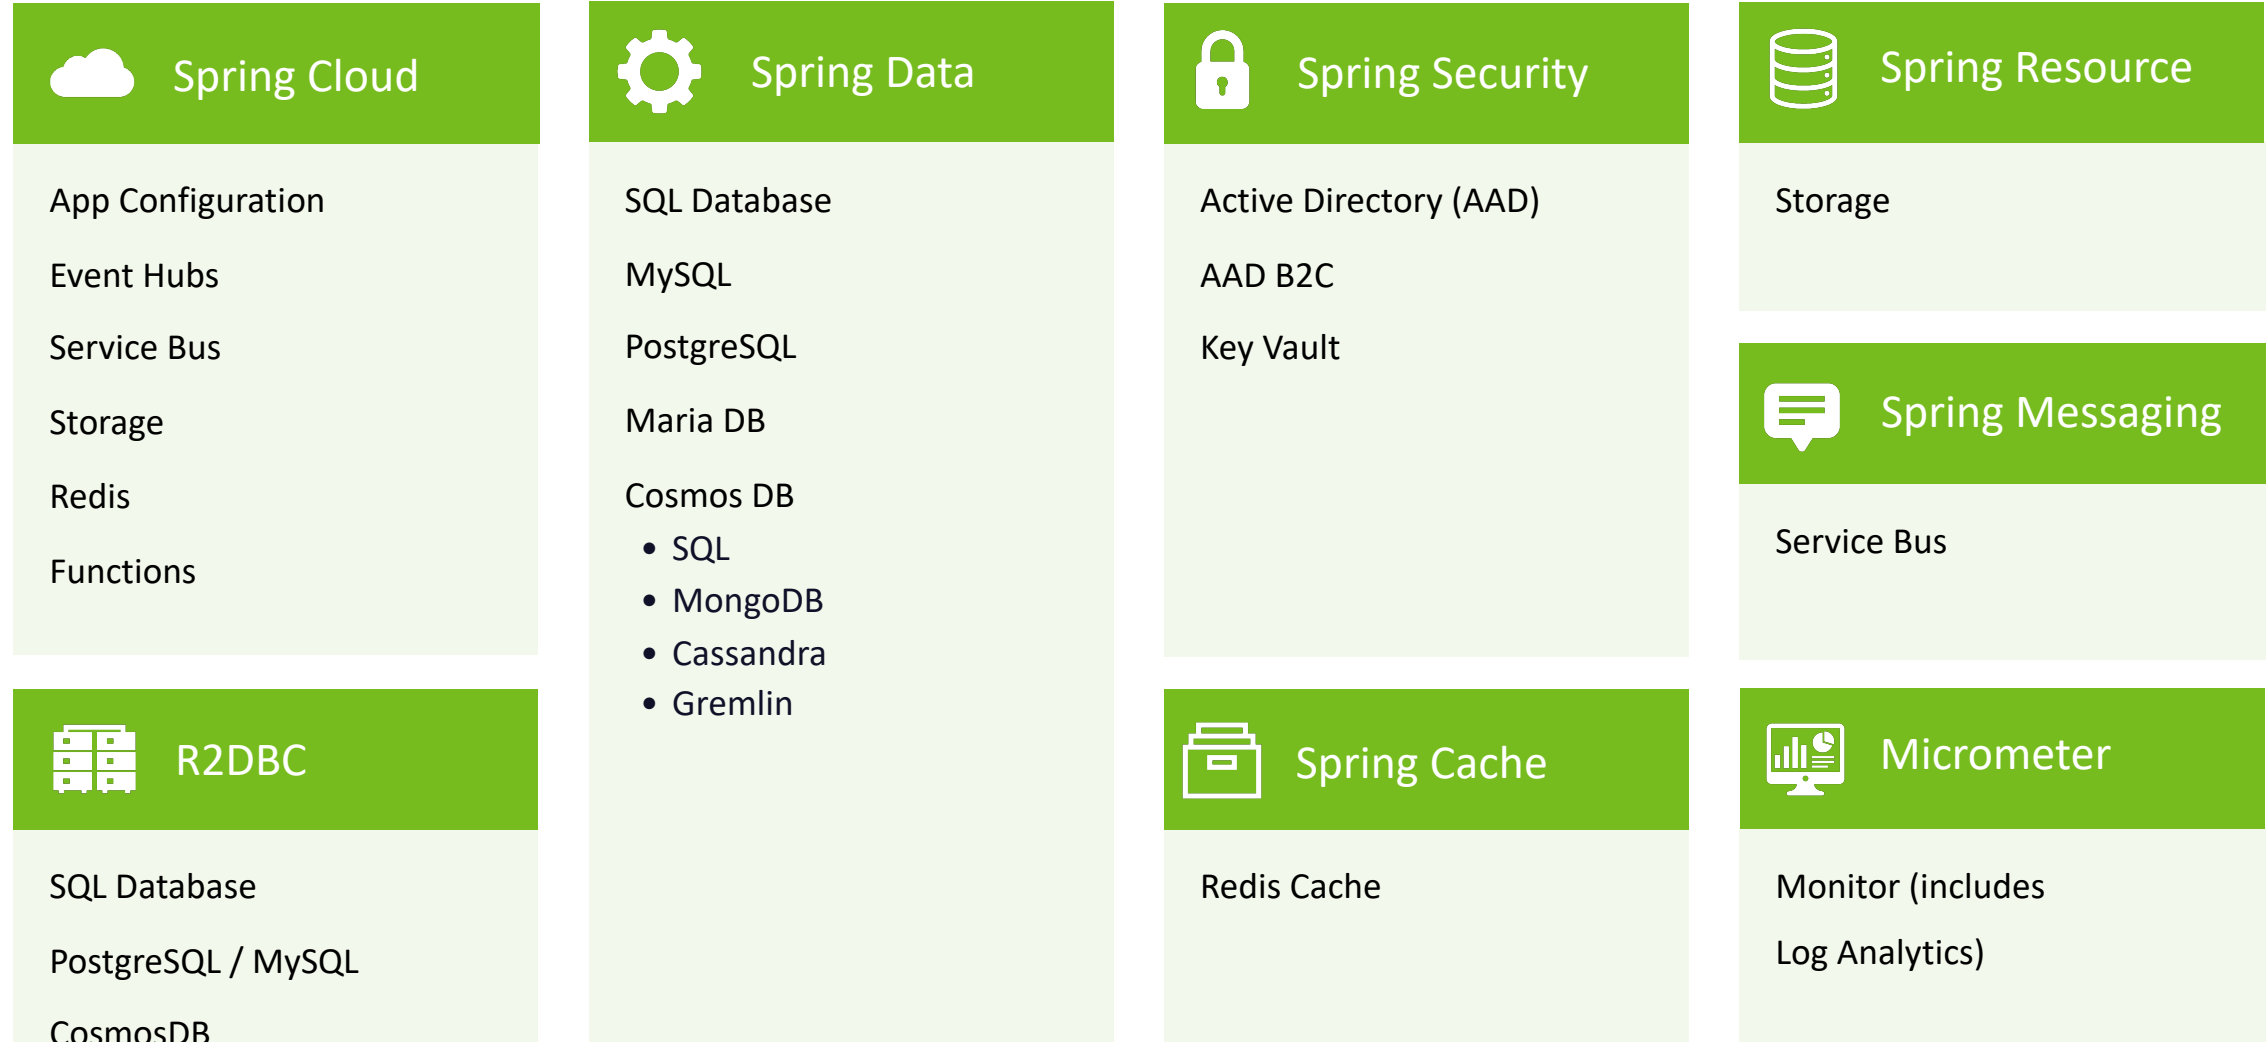 Spring Cloud
App Configuration
Event Hubs
Service Bus
Storage
Redis
Functions
R2DBC
SQL Database
PostgreSQL / MySQL
CosmosDB
Spring Data
SQL Database
MySQL
PostgreSQL
Maria DB
Cosmos DB
• SQL
• MongoDB
• Cassandra
• Gremlin
Spring Security
Active Directory (AAD)
AAD B2C
Key Vault
Spring Cache
Redis Cache
Spring Resource
Storage
Spring Messaging
Service Bus
Micrometer
Monitor (includes
Log Analytics)